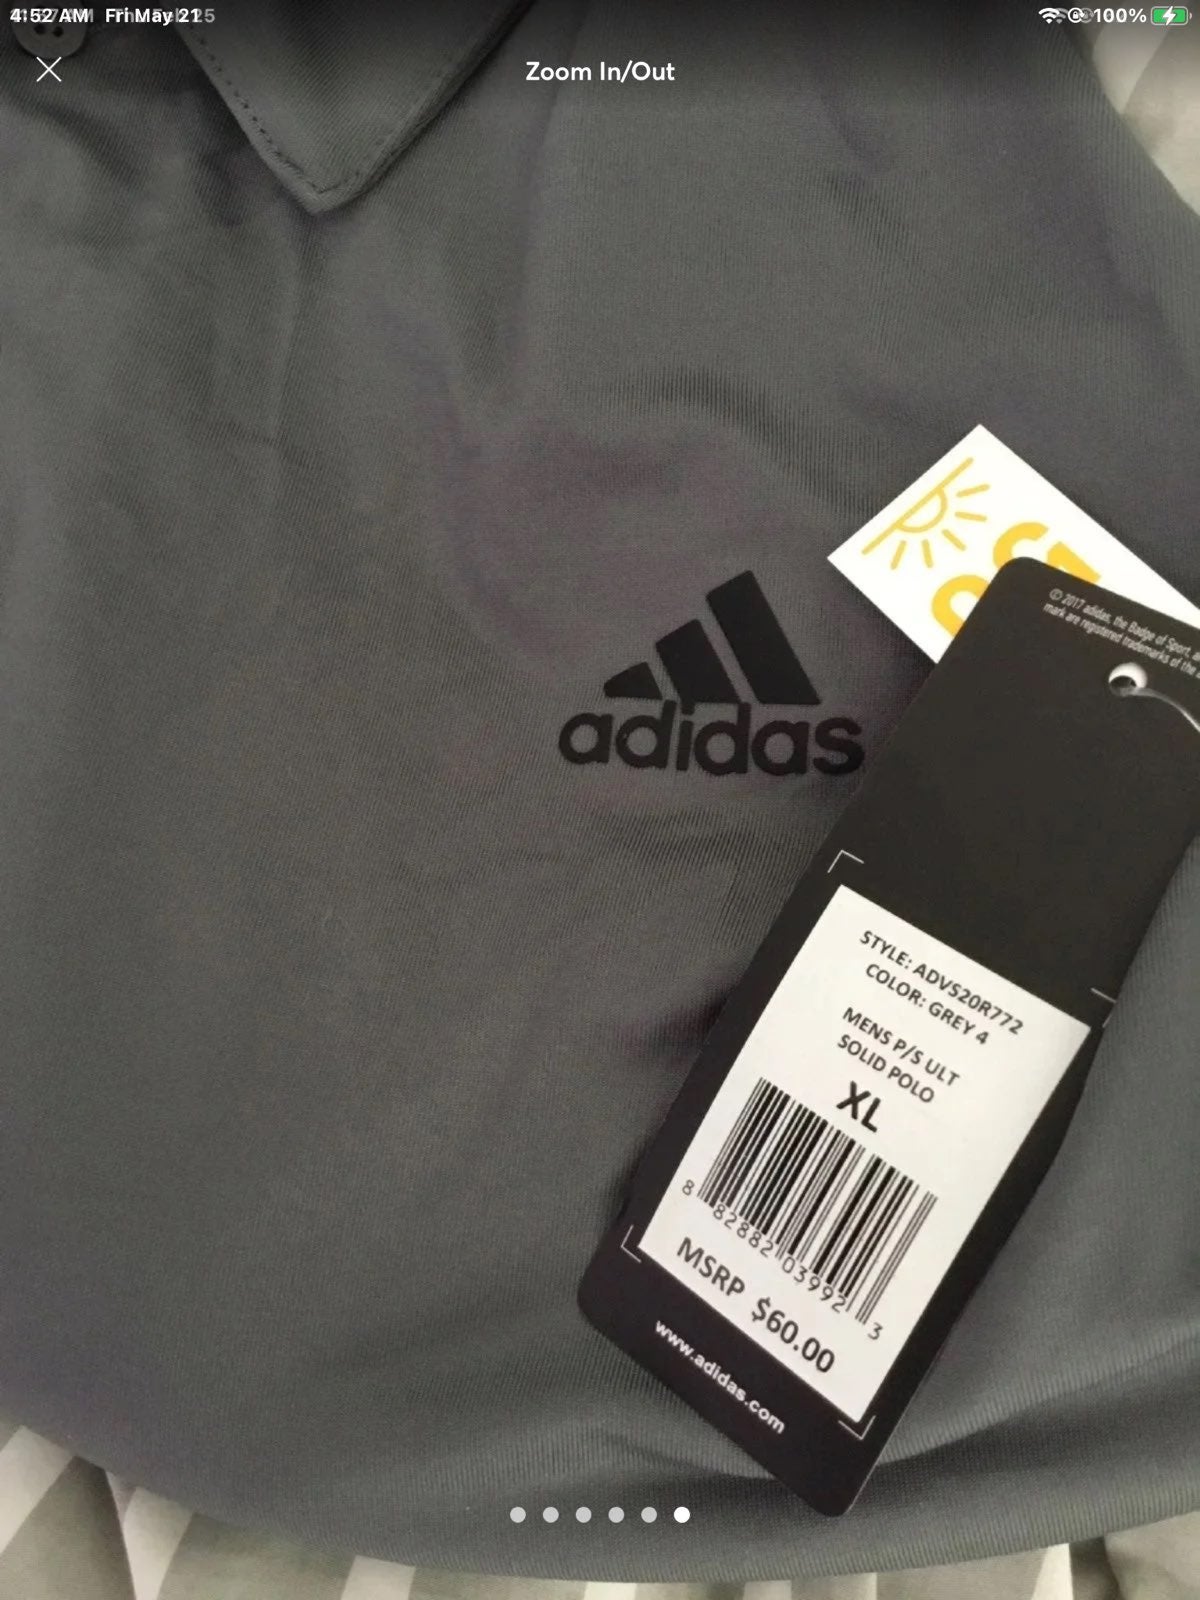 4:52 AM Fri May 21
100%
Zoom In/Out
© 2017 adidas, the Badge of Sport,
mark are registered trademarks of the
adidas
STYLE: ADVS20R772
COLOR: GREY 4
MENS P/S ULT
SOLID POLO
XL
8 82882 03992 3
MSRP $60.00
www.adidas.com